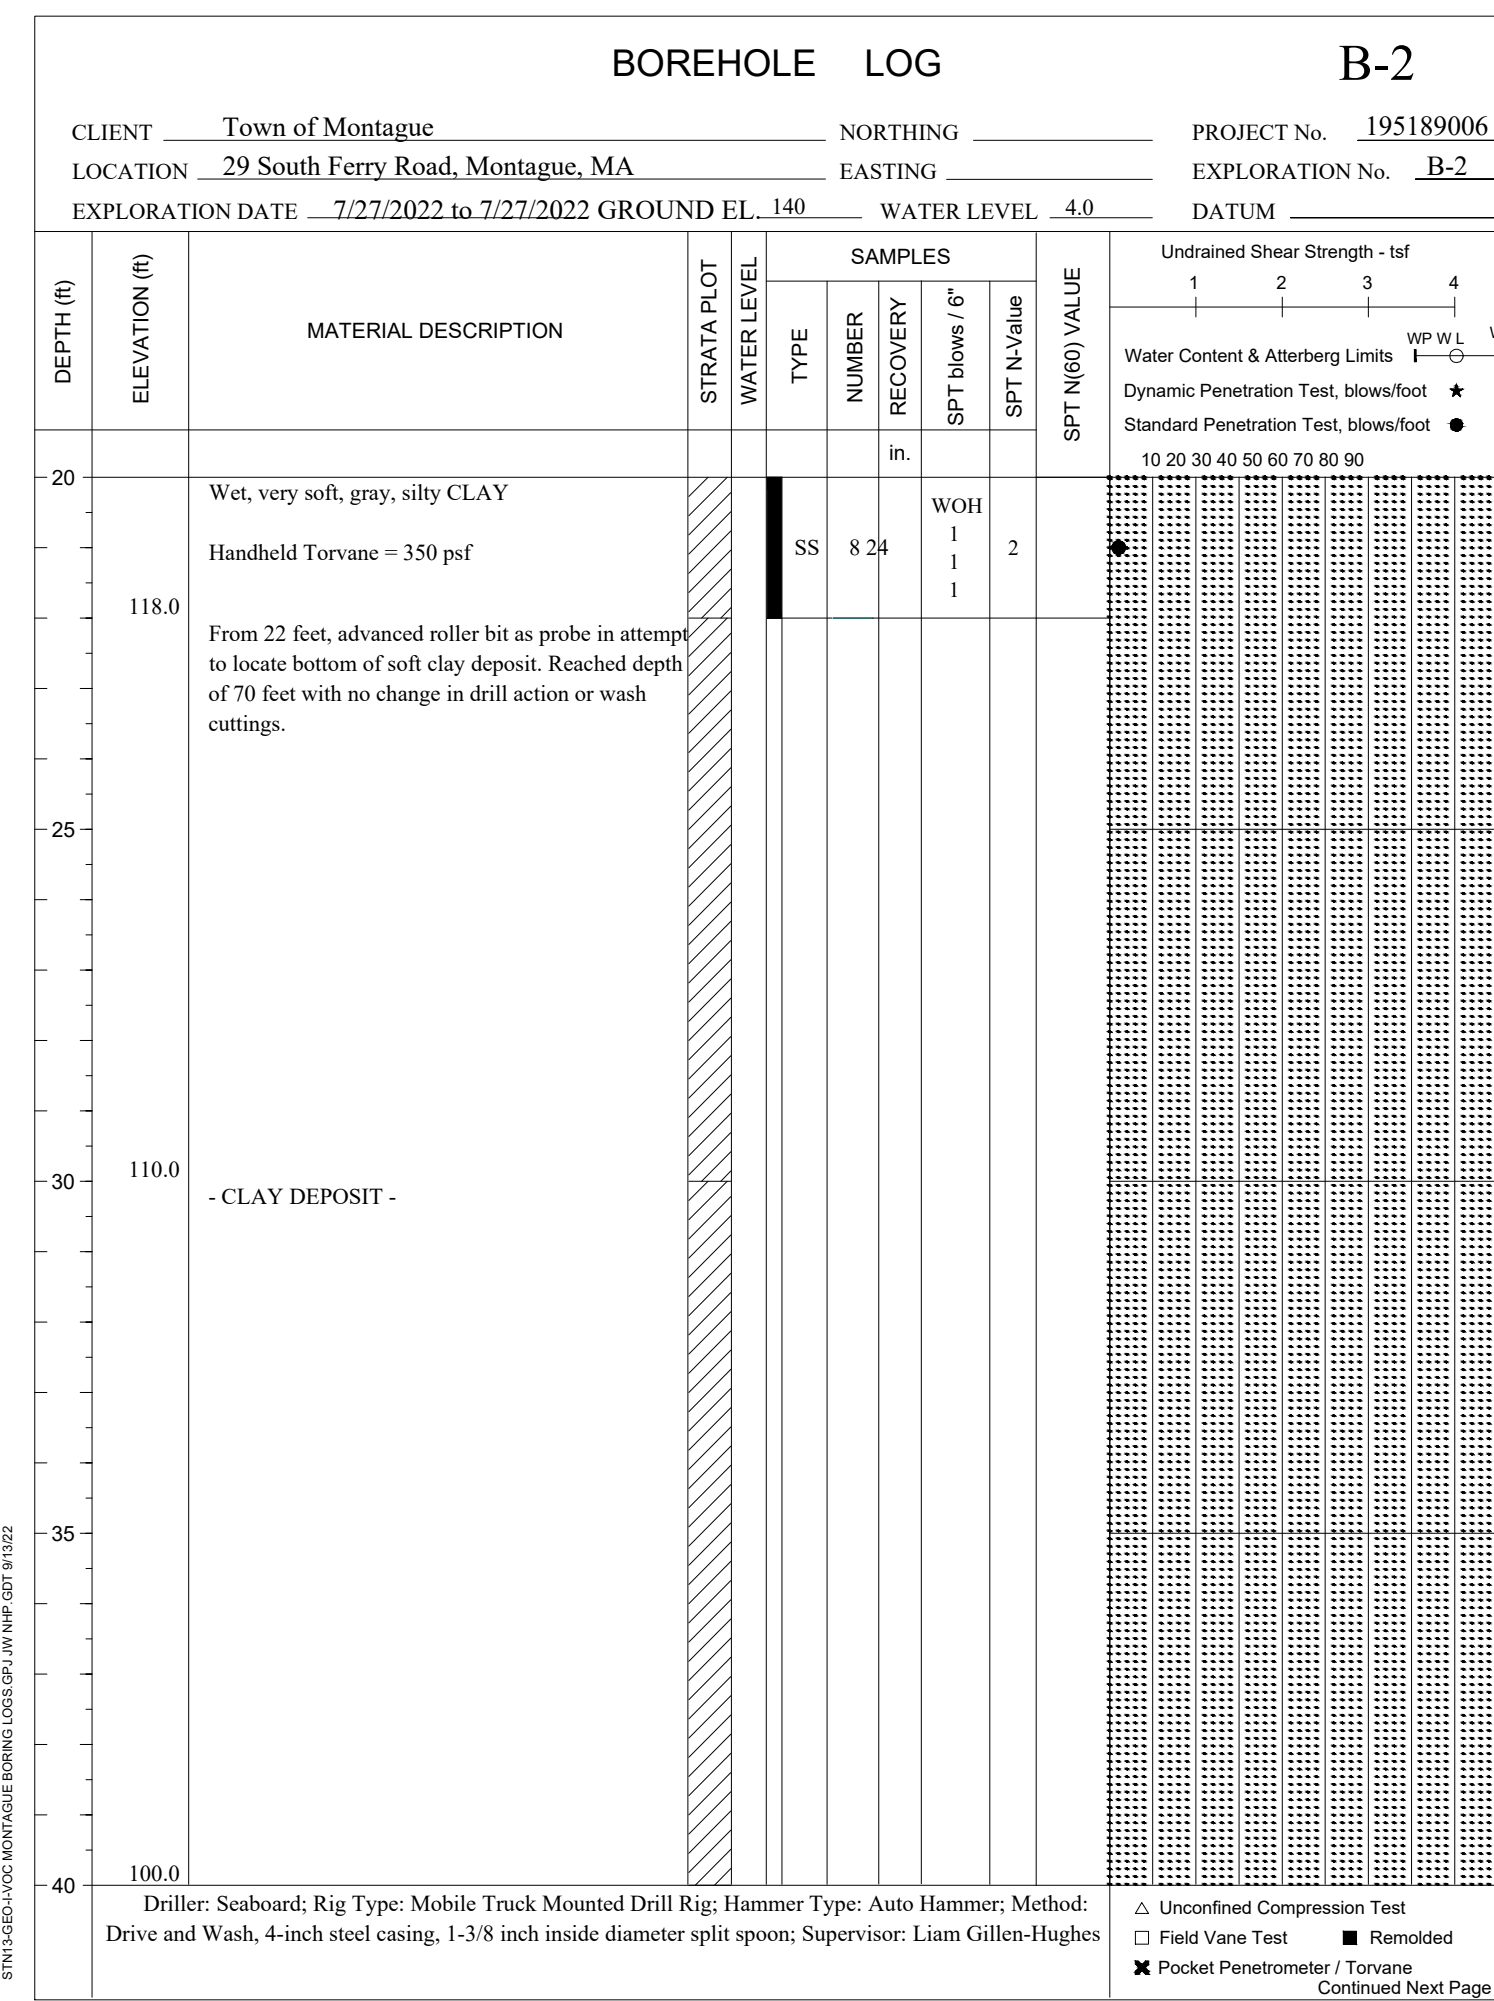 BOREHOLE LOG B-2
CLIENT Town of Montague NORTHING PROJECT No. 195189006
LOCATION 29 South Ferry Road, Montague, MA EASTING EXPLORATION No. B-2
EXPLORATION DATE 7/27/2022 to 7/27/2022 GROUND EL. 140 WATER LEVEL 4.0 DATUM
DEPTH (ft)
ELEVATION (ft)
MATERIAL DESCRIPTION
STRATA PLOT
WATER LEVEL
SAMPLES
TYPE
NUMBER
RECOVERY
in.
SPT blows / 6"
SPT N-Value
SPT N(60) VALUE
Undrained Shear Strength - tsf
1 2 3 4
WP W L
Water Content & Atterberg Limits
Dynamic Penetration Test, blows/foot
Standard Penetration Test, blows/foot
10 20 30 40 50 60 70 80 90
20
Wet, very soft, gray, silty CLAY
Handheld Torvane = 350 psf
SS 8 24
WOH
1
1
1
2
118.0
From 22 feet, advanced roller bit as probe in attempt
to locate bottom of soft clay deposit. Reached depth
of 70 feet with no change in drill action or wash
cuttings.
25
110.0
30
- CLAY DEPOSIT -
35
100.0
40
Driller: Seaboard; Rig Type: Mobile Truck Mounted Drill Rig; Hammer Type: Auto Hammer; Method:
Drive and Wash, 4-inch steel casing, 1-3/8 inch inside diameter split spoon; Supervisor: Liam Gillen-Hughes
Unconfined Compression Test
Field Vane Test Remolded
Pocket Penetrometer / Torvane
Continued Next Page
STN13-GEO-I-VOC MONTAGUE BORING LOGS.GPJ JW NHP.GDT 9/13/22